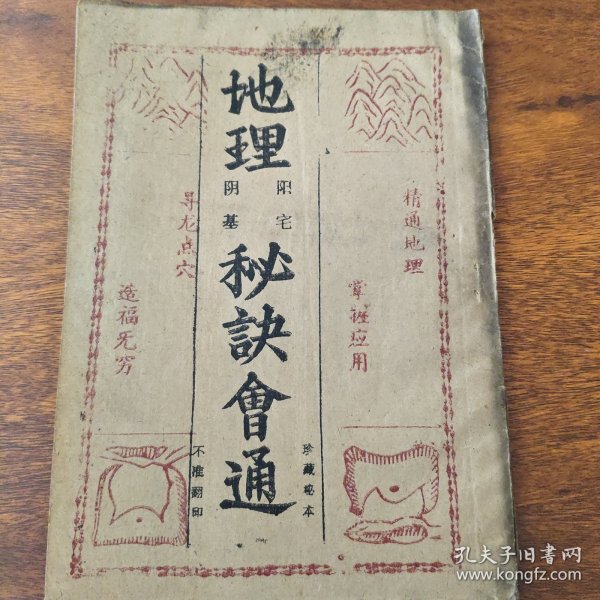 精通地理
掌握应用
地理
阳宅
阴基
秘訣會通
珍藏秘本
不准翻印
寻龙点穴
造福无穷
孔夫子旧書网
www.kongfz.com